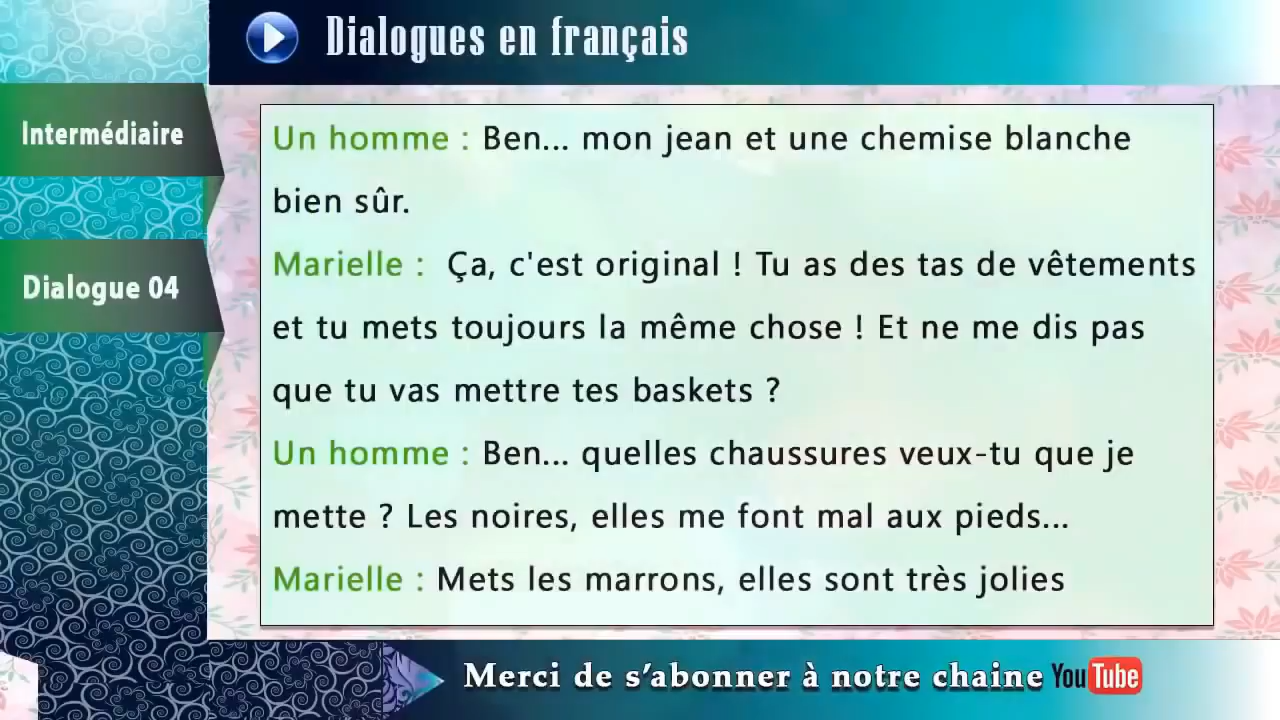 Dialogues en français
Intermédiaire
Dialogue 04
Un homme : Ben... mon jean et une chemise blanche
bien sûr.
Marielle : Ça, c'est original ! Tu as des tas de vêtements
et tu mets toujours la même chose ! Et ne me dis pas
que tu vas mettre tes baskets ?
Un homme : Ben... quelles chaussures veux-tu que je
mette ? Les noires, elles me font mal aux pieds...
Marielle : Mets les marrons, elles sont très jolies
Merci de s’abonner à notre chaine YouTube